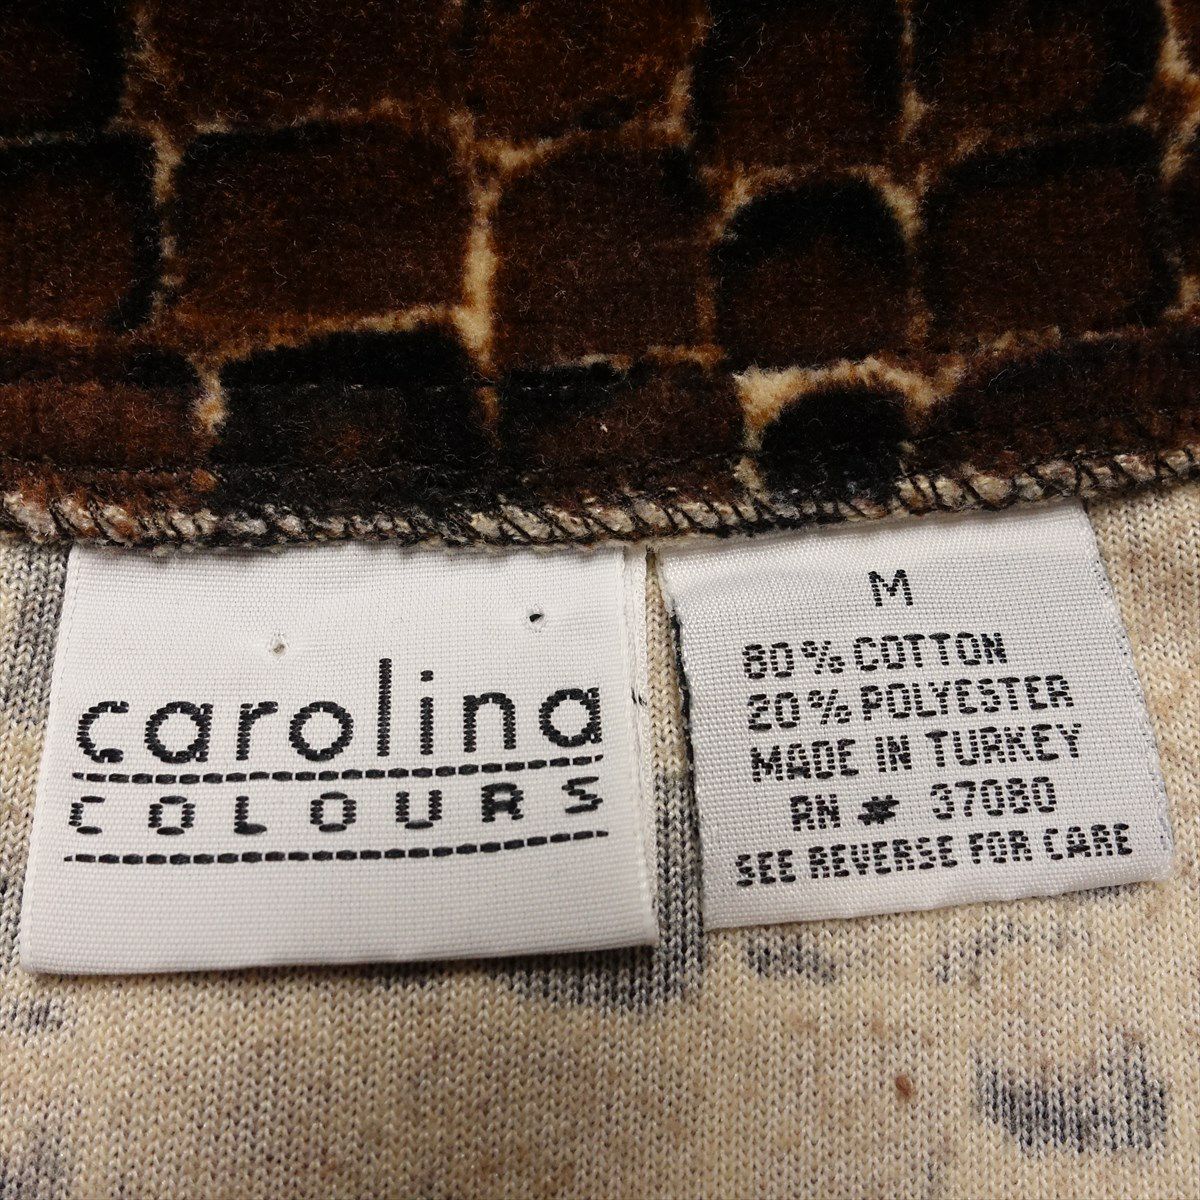 carolina
COLOURS
M
80% COTTON
20% POLYESTER
MADE IN TURKEY
RN # 37080
SEE REVERSE FOR CARE